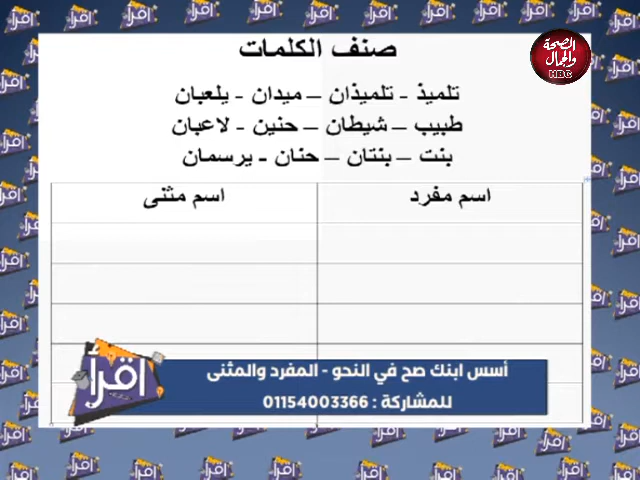 صنف الكلمات
الصحة
والجمال
HBC
تلميذ - تلميذان – ميدان - يلعبان
طبيب – شيطان – حنين - لاعبان
بنت – بنتان – حنان - يرسمان
اسم مفرد
اسم مثنى
اقرأ
أسس ابنك صح في النحو - المفرد والمثنى
للمشاركة : 01154003366